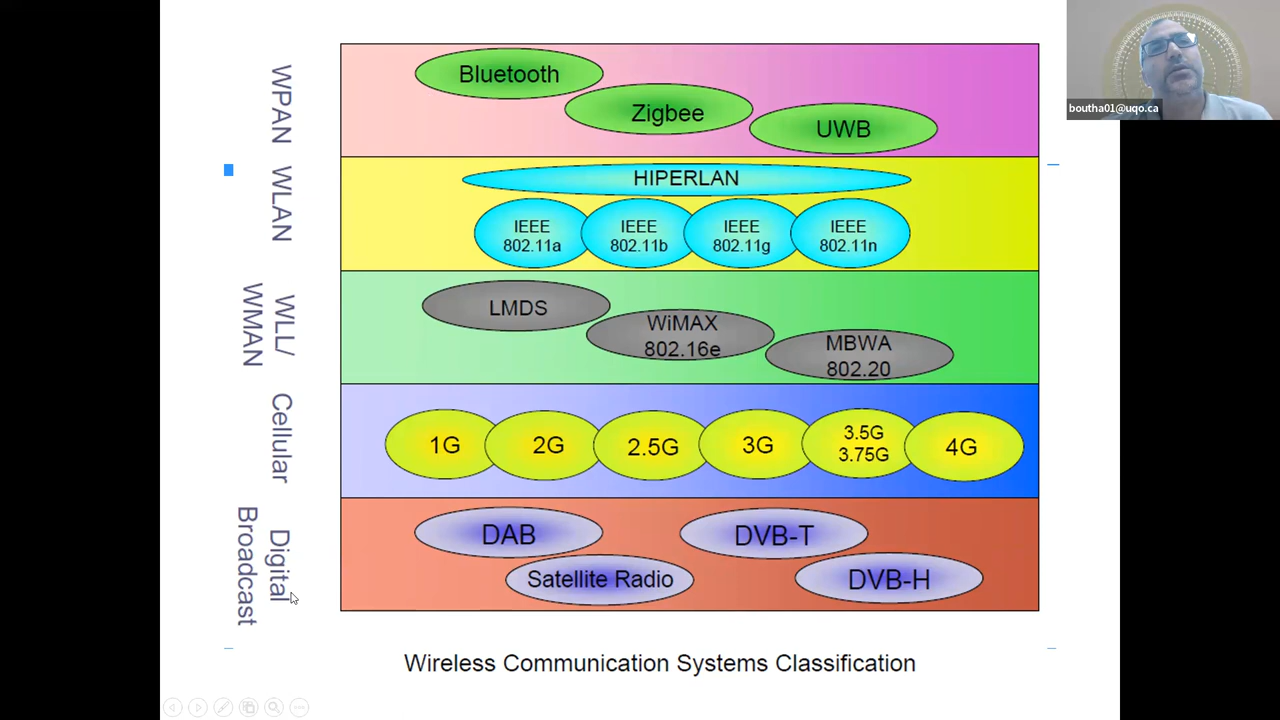 WPAN
Bluetooth
Zigbee
UWB
WLAN
HIPERLAN
IEEE
802.11a
IEEE
802.11b
IEEE
802.11g
IEEE
802.11n
WLL/
WMAN
LMDS
WiMAX
802.16e
MBWA
802.20
Cellular
1G
2G
2.5G
3G
3.5G
3.75G
4G
Digital
Broadcast
DAB
Satellite Radio
DVB-T
DVB-H
Wireless Communication Systems Classification
boutha01@uqo.ca